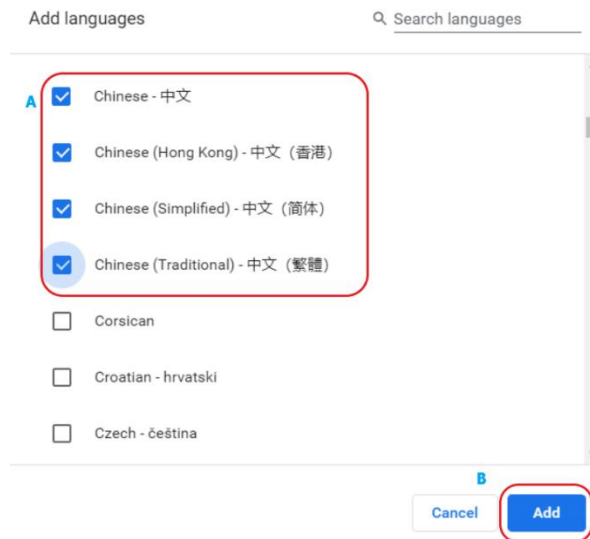 Add languages
Search languages
A
Chinese - 中文
Chinese (Hong Kong) - 中文（香港）
Chinese (Simplified) - 中文（简体）
Chinese (Traditional) - 中文（繁體）
Corsican
Croatian - hrvatski
Czech - čeština
B
Cancel
Add